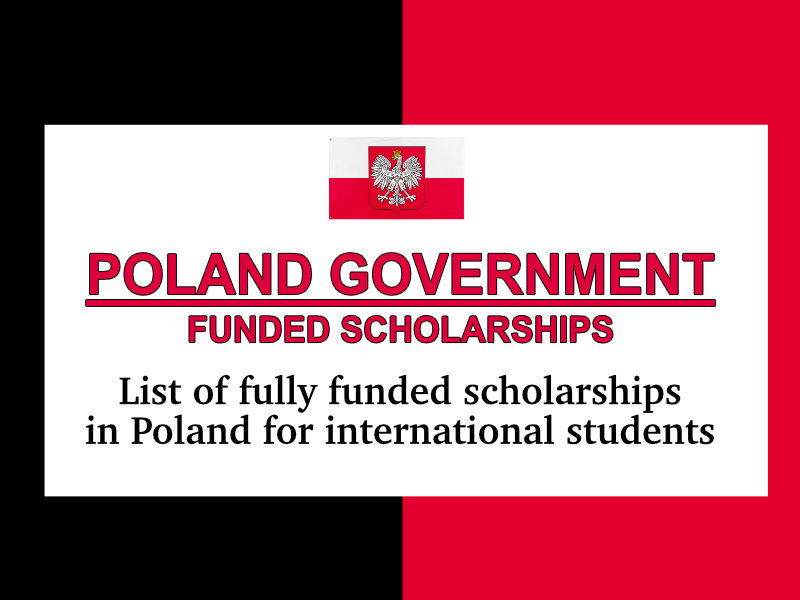 POLAND GOVERNMENT
FUNDED SCHOLARSHIPS
List of fully funded scholarships
in Poland for international students